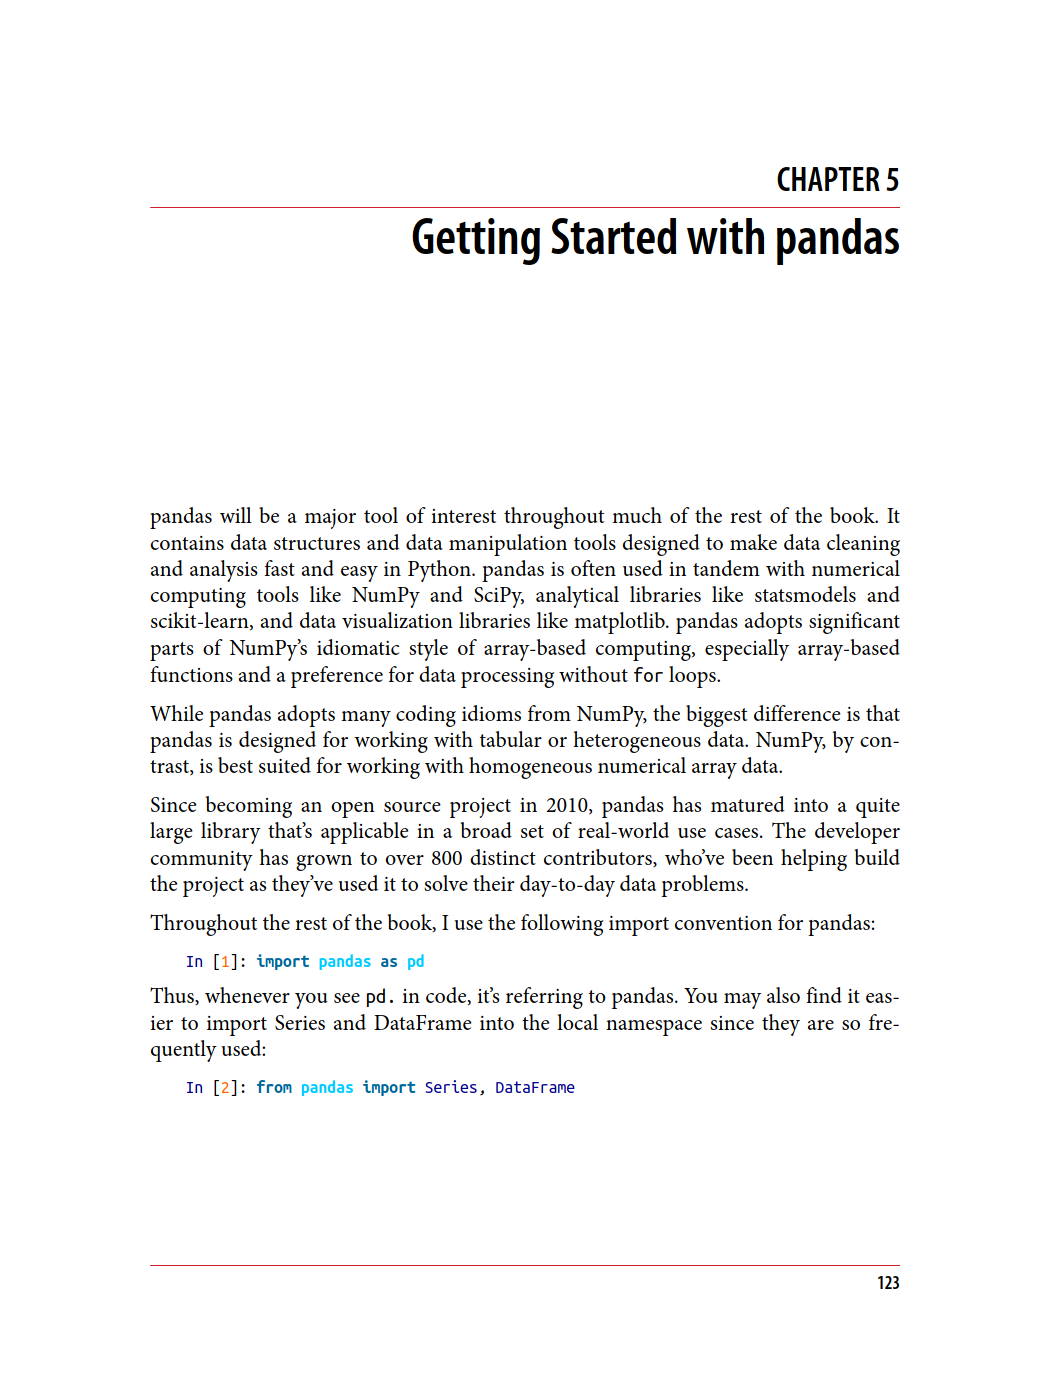 CHAPTER 5
Getting Started with pandas
pandas will be a major tool of interest throughout much of the rest of the book. It
contains data structures and data manipulation tools designed to make data cleaning
and analysis fast and easy in Python. pandas is often used in tandem with numerical
computing tools like NumPy and SciPy, analytical libraries like statsmodels and
scikit-learn, and data visualization libraries like matplotlib. pandas adopts significant
parts of NumPy’s idiomatic style of array-based computing, especially array-based
functions and a preference for data processing without for loops.
While pandas adopts many coding idioms from NumPy, the biggest difference is that
pandas is designed for working with tabular or heterogeneous data. NumPy, by con-
trast, is best suited for working with homogeneous numerical array data.
Since becoming an open source project in 2010, pandas has matured into a quite
large library that’s applicable in a broad set of real-world use cases. The developer
community has grown to over 800 distinct contributors, who’ve been helping build
the project as they’ve used it to solve their day-to-day data problems.
Throughout the rest of the book, I use the following import convention for pandas:
In [1]: import pandas as pd
Thus, whenever you see pd. in code, it’s referring to pandas. You may also find it eas-
ier to import Series and DataFrame into the local namespace since they are so fre-
quently used:
In [2]: from pandas import Series, DataFrame
123